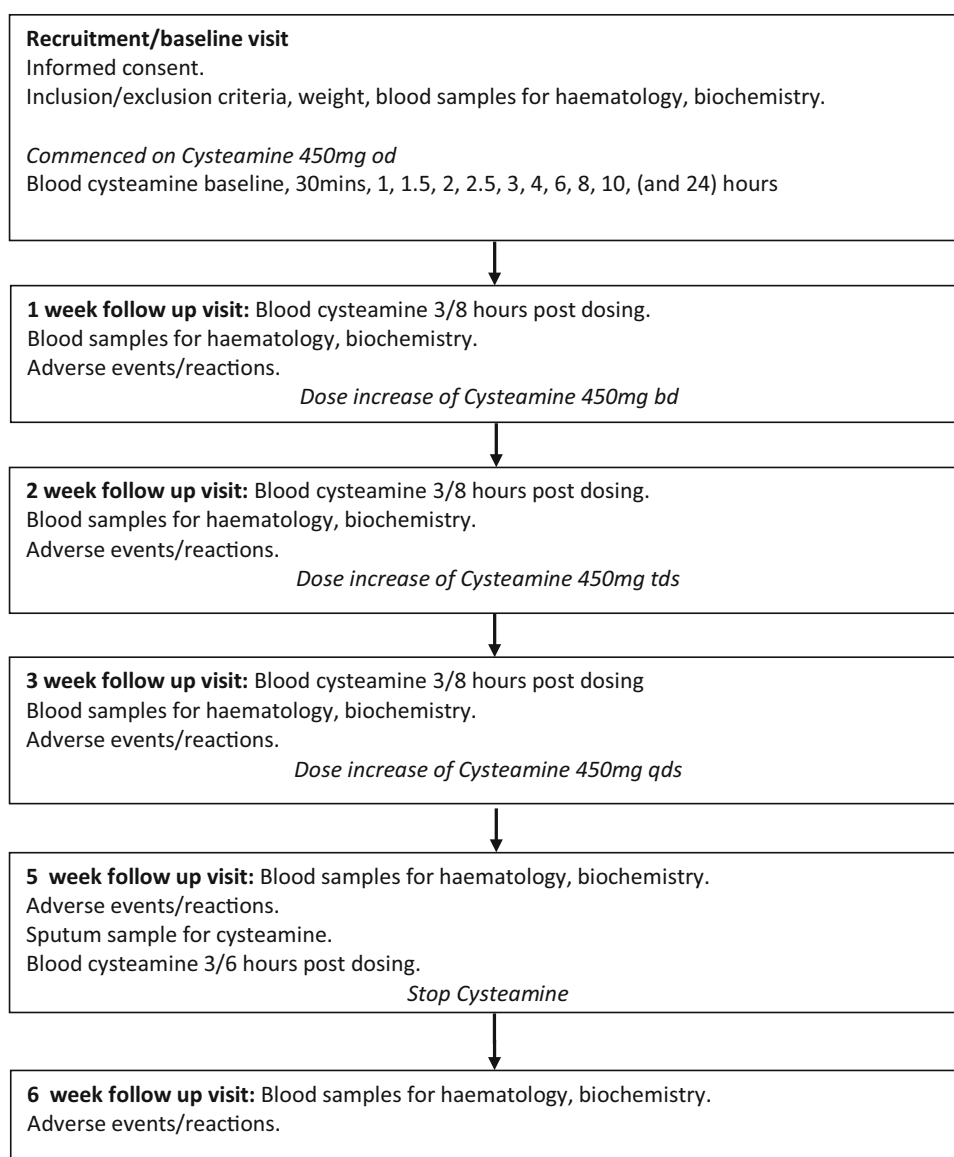 Recruitment/baseline visit
Informed consent.
Inclusion/exclusion criteria, weight, blood samples for haematology, biochemistry.
Commenced on Cysteamine 450mg od
Blood cysteamine baseline, 30mins, 1, 1.5, 2, 2.5, 3, 4, 6, 8, 10, (and 24) hours
1 week follow up visit: Blood cysteamine 3/8 hours post dosing.
Blood samples for haematology, biochemistry.
Adverse events/reactions.
Dose increase of Cysteamine 450mg bd
2 week follow up visit: Blood cysteamine 3/8 hours post dosing.
Blood samples for haematology, biochemistry.
Adverse events/reactions.
Dose increase of Cysteamine 450mg tds
3 week follow up visit: Blood cysteamine 3/8 hours post dosing
Blood samples for haematology, biochemistry.
Adverse events/reactions.
Dose increase of Cysteamine 450mg qds
5 week follow up visit: Blood samples for haematology, biochemistry.
Adverse events/reactions.
Sputum sample for cysteamine.
Blood cysteamine 3/6 hours post dosing.
Stop Cysteamine
6 week follow up visit: Blood samples for haematology, biochemistry.
Adverse events/reactions.